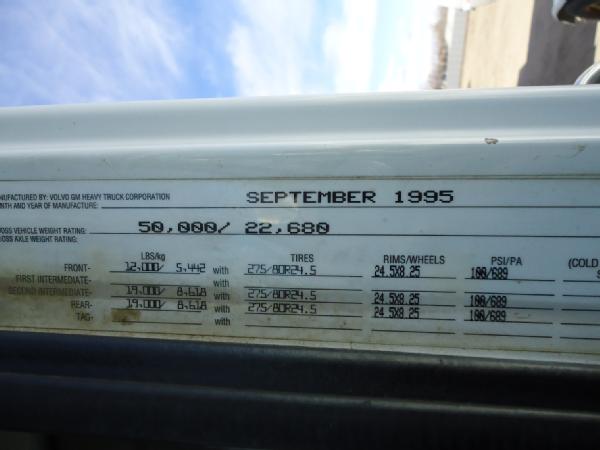 MANUFACTURED BY: VOLVO GM HEAVY TRUCK CORPORATION
MONTH AND YEAR OF MANUFACTURE: SEPTEMBER 1995
GROSS VEHICLE WEIGHT RATING: 50,000/ 22,680
GROSS AXLE WEIGHT RATING:
LBS/kg TIRES RIMS/WHEELS PSI/PA (COLD
FRONT- 12,000/ 5,442 with 275/80R24.5 24.5X8.25 100/689
FIRST INTERMEDIATE- with
SECOND INTERMEDIATE- 19,000/ 8,618 with 275/80R24.5 24.5X8.25 100/689
REAR- 19,000/ 8,618 with 275/80R24.5 24.5X8.25 100/689
TAG- with